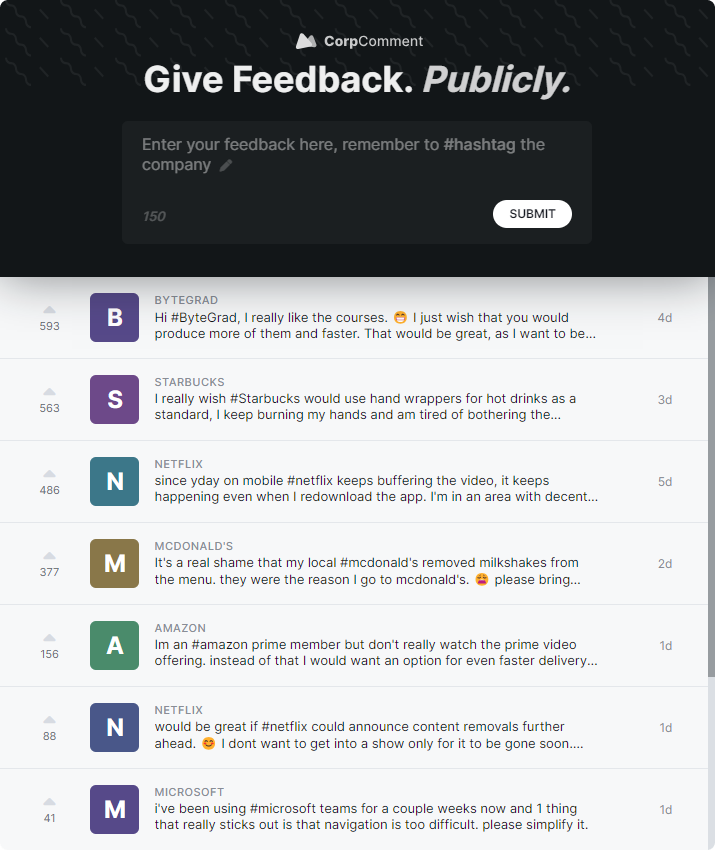 CorpComment
Give Feedback. Publicly.
Enter your feedback here, remember to #hashtag the
company
150
SUBMIT
593
B
BYTEGRAD
Hi #ByteGrad, I really like the courses. 😁 I just wish that you would
produce more of them and faster. That would be great, as I want to be...
4d
563
S
STARBUCKS
I really wish #Starbucks would use hand wrappers for hot drinks as a
standard, I keep burning my hands and am tired of bothering the...
3d
486
N
NETFLIX
since yday on mobile #netflix keeps buffering the video, it keeps
happening even when I redownload the app. I'm in an area with decent...
5d
377
M
MCDONALD'S
It's a real shame that my local #mcdonald's removed milkshakes from
the menu. they were the reason I go to mcdonald's. 😩 please bring...
2d
156
A
AMAZON
Im an #amazon prime member but don't really watch the prime video
offering. instead of that I would want an option for even faster delivery...
1d
88
N
NETFLIX
would be great if #netflix could announce content removals further
ahead. 😊 I dont want to get into a show only for it to be gone soon....
1d
41
M
MICROSOFT
i've been using #microsoft teams for a couple weeks now and 1 thing
that really sticks out is that navigation is too difficult. please simplify it.
1d